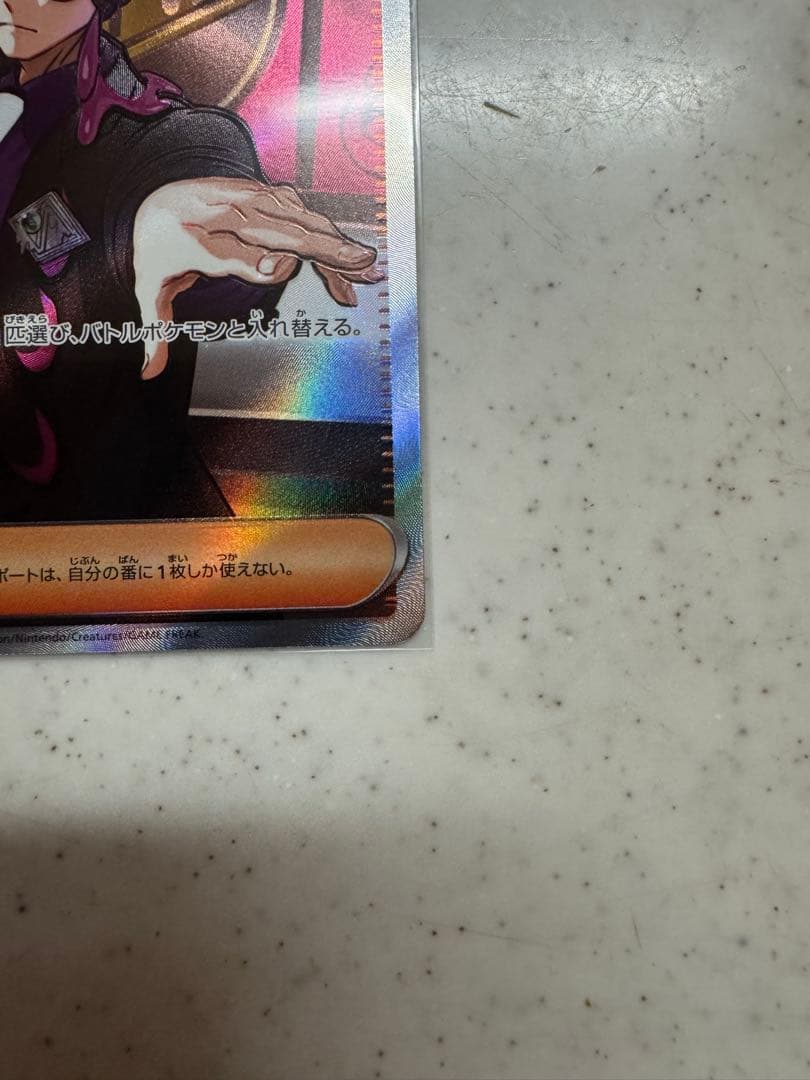 匹選び、バトルポケモンと入れ替える。
ポートは、自分の番に1枚しか使えない。
on/Nintendo/Creatures/GAME FREAK.